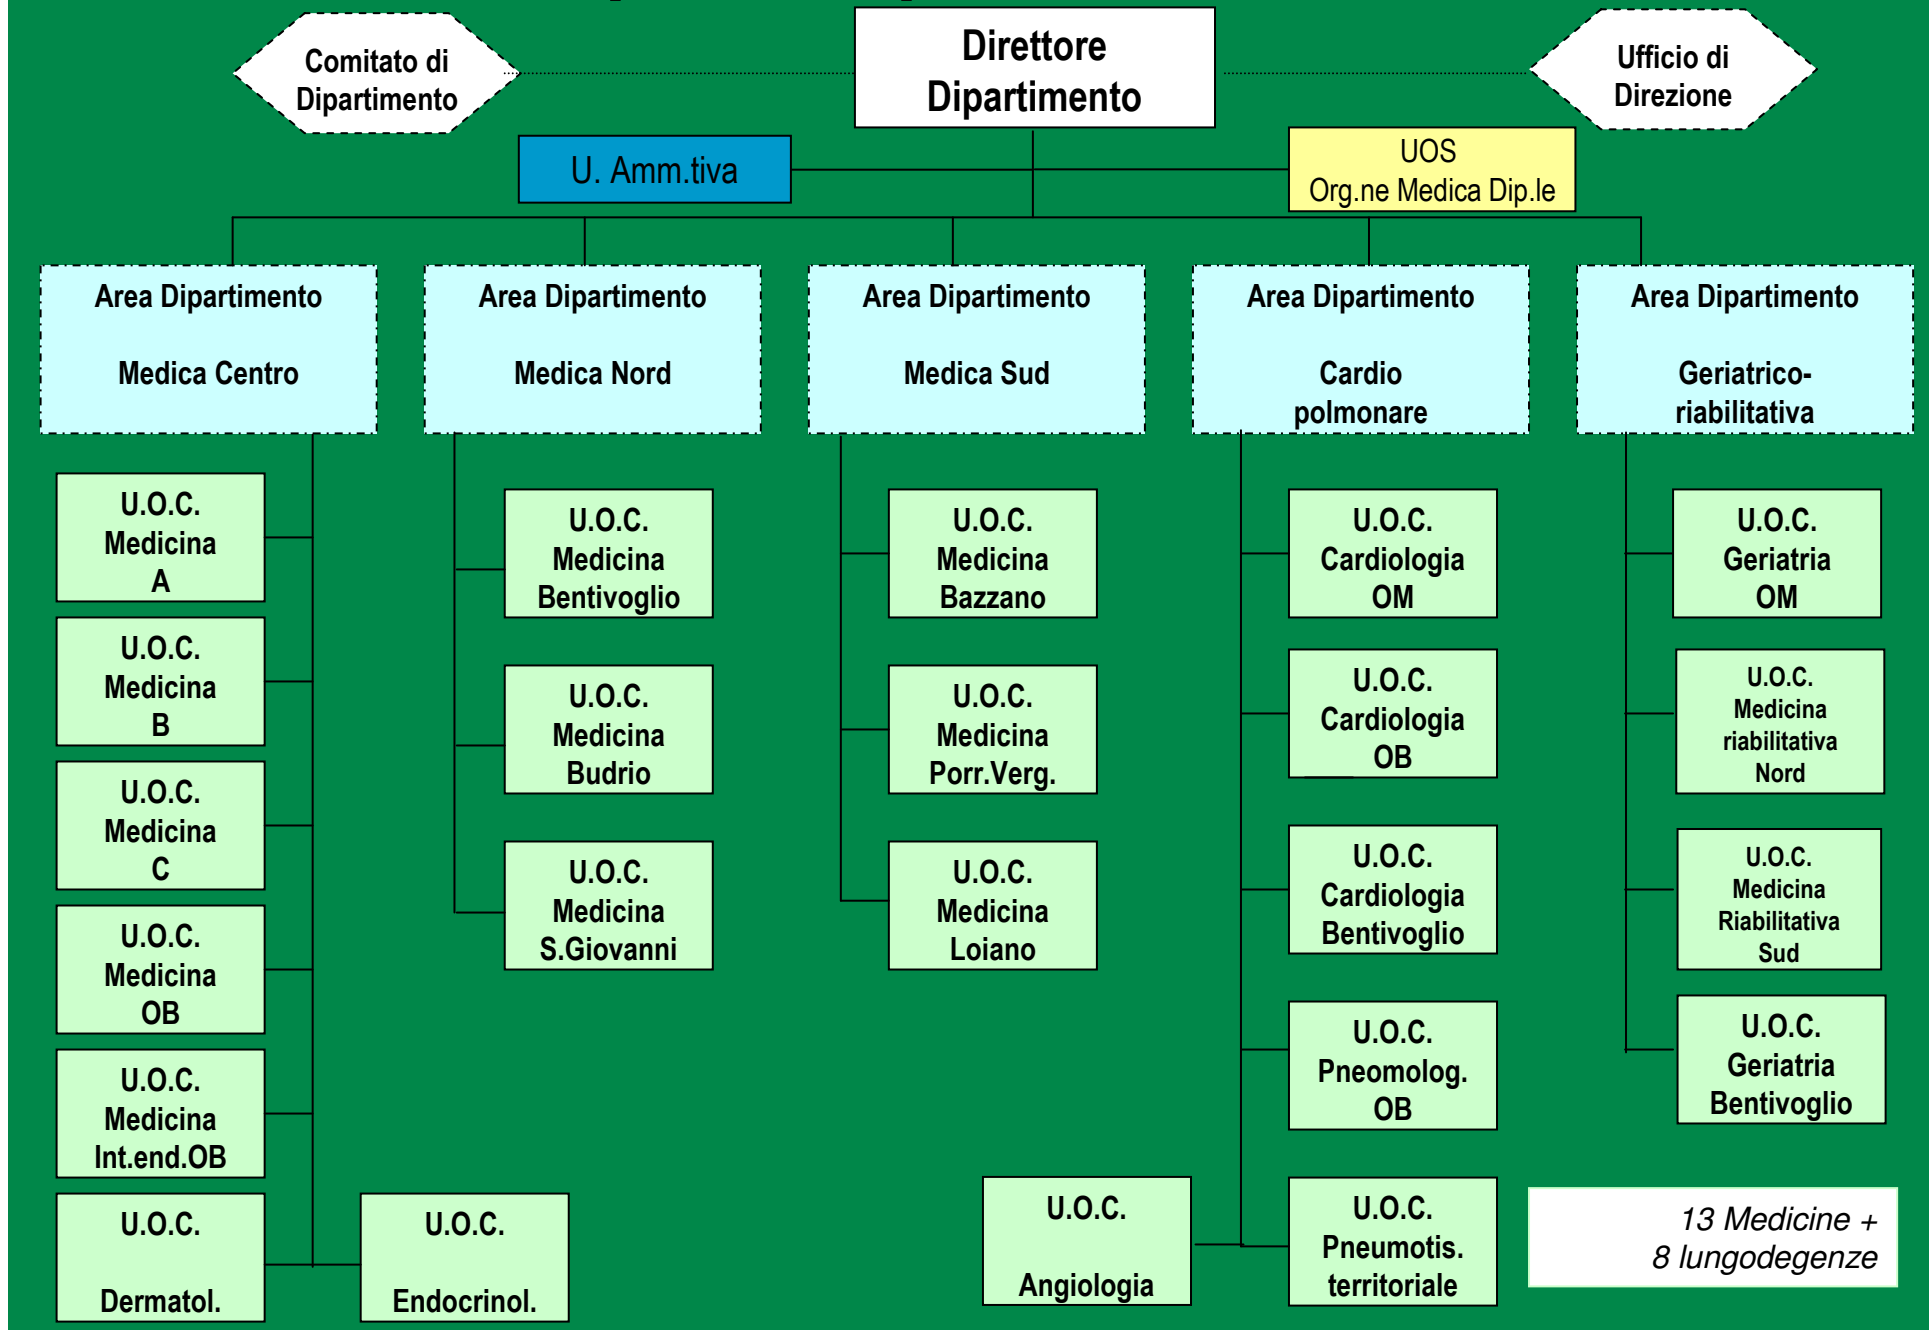 Comitato di
Dipartimento
Direttore
Dipartimento
Ufficio di
Direzione
U. Amm.tiva
UOS
Org.ne Medica Dip.le
Area Dipartimento
Medica Centro
Area Dipartimento
Medica Nord
Area Dipartimento
Medica Sud
Area Dipartimento
Cardio
polmonare
Area Dipartimento
Geriatrico-
riabilitativa
U.O.C.
Medicina
A
U.O.C.
Medicina
B
U.O.C.
Medicina
C
U.O.C.
Medicina
OB
U.O.C.
Medicina
Int.end.OB
U.O.C.
Dermatol.
U.O.C.
Endocrinol.
U.O.C.
Medicina
Bentivoglio
U.O.C.
Medicina
Budrio
U.O.C.
Medicina
S.Giovanni
U.O.C.
Medicina
Bazzano
U.O.C.
Medicina
Porr.Verg.
U.O.C.
Medicina
Loiano
U.O.C.
Cardiologia
OM
U.O.C.
Cardiologia
OB
U.O.C.
Cardiologia
Bentivoglio
U.O.C.
Pneomolog.
OB
U.O.C.
Angiologia
U.O.C.
Pneumotis.
territoriale
U.O.C.
Geriatria
OM
U.O.C.
Medicina
riabilitativa
Nord
U.O.C.
Medicina
Riabilitativa
Sud
U.O.C.
Geriatria
Bentivoglio
13 Medicine +
8 lungodegenze